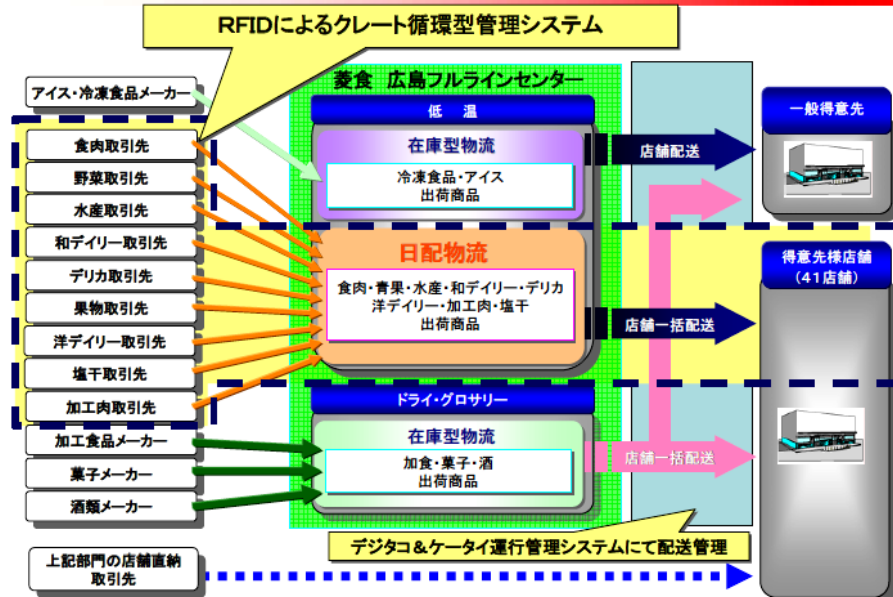 RFIDによるクレート循環型管理システム
アイス・冷凍食品メーカー
食肉取引先
野菜取引先
水産取引先
和デイリー取引先
デリカ取引先
果物取引先
洋デイリー取引先
塩干取引先
加工肉取引先
加工食品メーカー
菓子メーカー
酒類メーカー
上記部門の店舗直納
取引先
菱食 広島フルラインセンター
低 温
在庫型物流
冷凍食品・アイス
出荷商品
日配物流
食肉・青果・水産・和デイリー・デリカ
洋デイリー・加工肉・塩干
出荷商品
ドライ・グロサリー
在庫型物流
加食・菓子・酒
出荷商品
店舗配送
店舗一括配送
店舗一括配送
デジタコ&ケータイ運行管理システムにて配送管理
一般得意先
得意先様店舗
(41店舗)